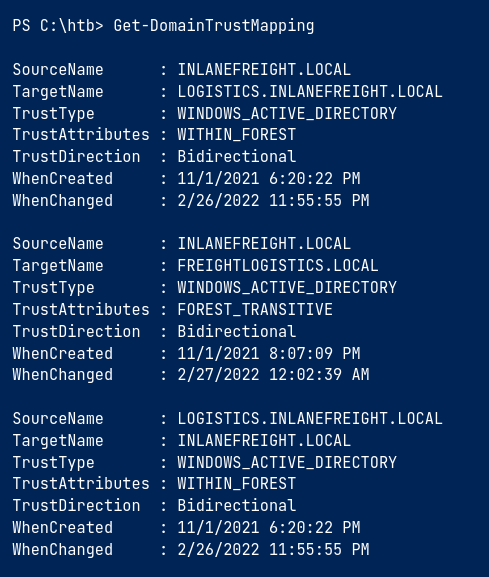 PS C:\htb> Get-DomainTrustMapping
SourceName      : INLANEFREIGHT.LOCAL
TargetName      : LOGISTICS.INLANEFREIGHT.LOCAL
TrustType       : WINDOWS_ACTIVE_DIRECTORY
TrustAttributes : WITHIN_FOREST
TrustDirection  : Bidirectional
WhenCreated     : 11/1/2021 6:20:22 PM
WhenChanged     : 2/26/2022 11:55:55 PM
SourceName      : INLANEFREIGHT.LOCAL
TargetName      : FREIGHTLOGISTICS.LOCAL
TrustType       : WINDOWS_ACTIVE_DIRECTORY
TrustAttributes : FOREST_TRANSITIVE
TrustDirection  : Bidirectional
WhenCreated     : 11/1/2021 8:07:09 PM
WhenChanged     : 2/27/2022 12:02:39 AM
SourceName      : LOGISTICS.INLANEFREIGHT.LOCAL
TargetName      : INLANEFREIGHT.LOCAL
TrustType       : WINDOWS_ACTIVE_DIRECTORY
TrustAttributes : WITHIN_FOREST
TrustDirection  : Bidirectional
WhenCreated     : 11/1/2021 6:20:22 PM
WhenChanged     : 2/26/2022 11:55:55 PM